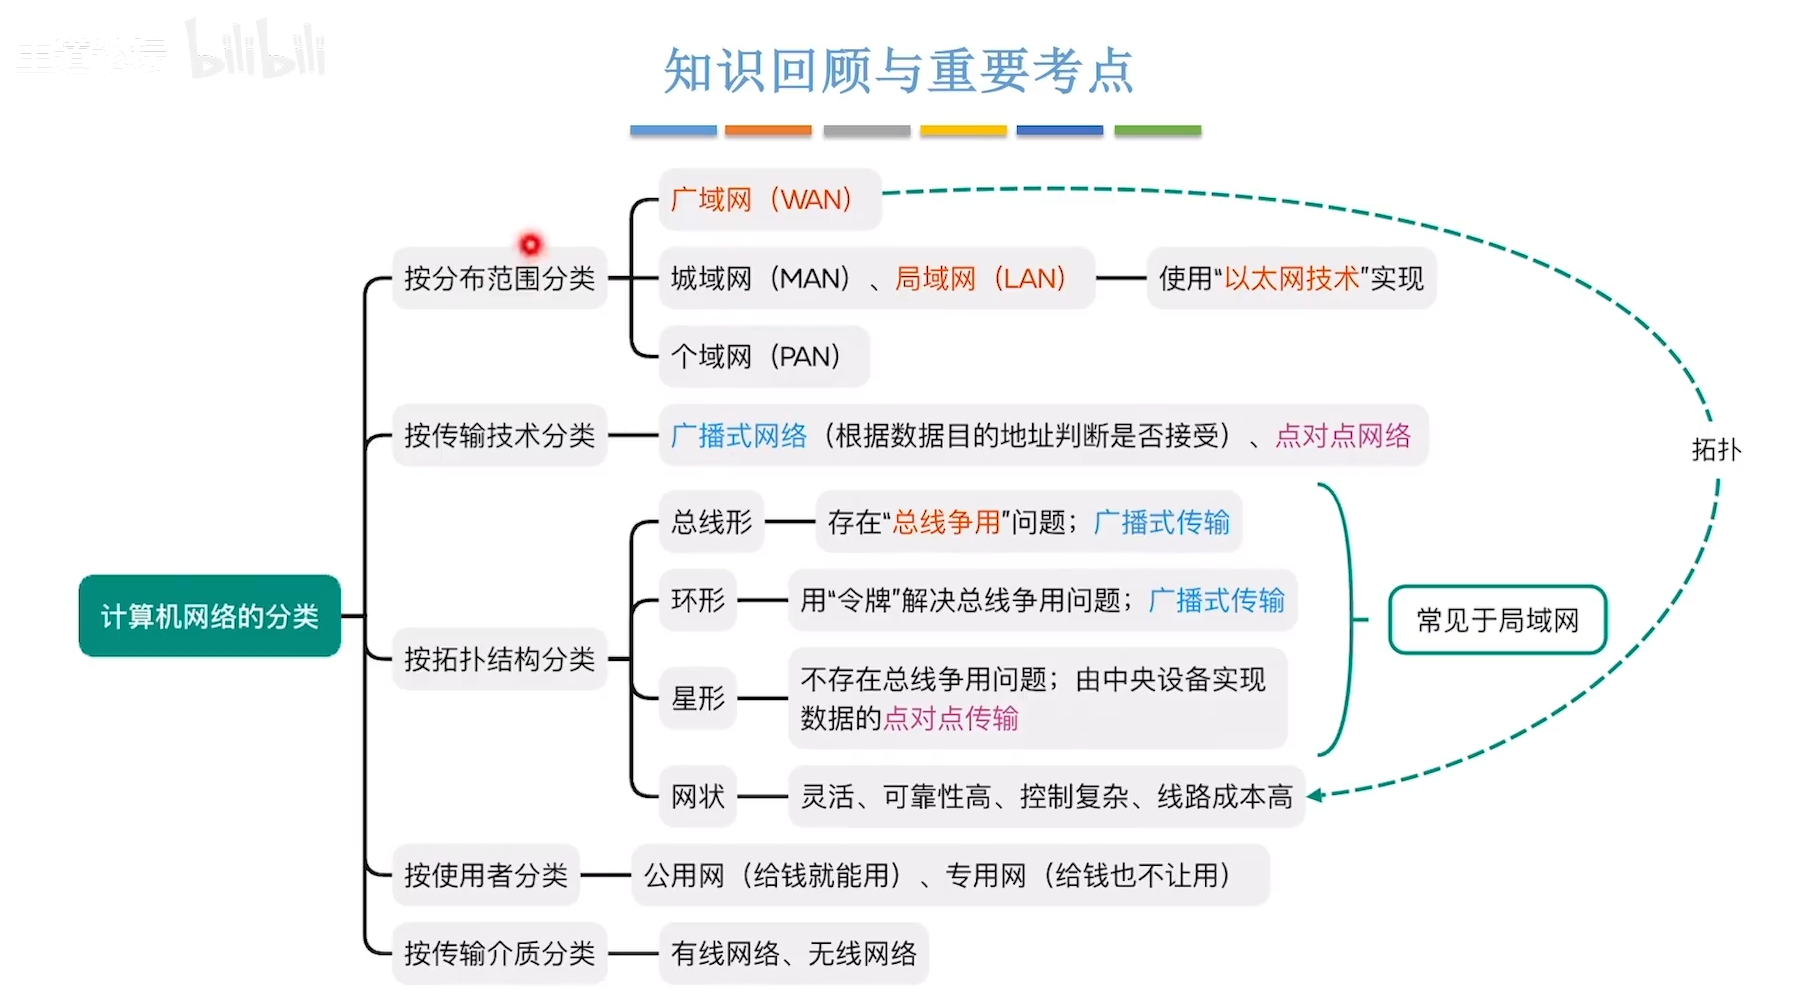 王道论坛 bilibili
知识回顾与重要考点
广域网（WAN）
按分布范围分类
城域网（MAN）、局域网（LAN）
使用“以太网技术”实现
个域网（PAN）
按传输技术分类
广播式网络（根据数据目的地址判断是否接受）、点对点网络
拓扑
总线形
存在“总线争用”问题；广播式传输
环形
用“令牌”解决总线争用问题；广播式传输
计算机网络的分类
常见于局域网
按拓扑结构分类
星形
不存在总线争用问题；由中央设备实现
数据的点对点传输
网状
灵活、可靠性高、控制复杂、线路成本高
按使用者分类
公用网（给钱就能用）、专用网（给钱也不让用）
按传输介质分类
有线网络、无线网络